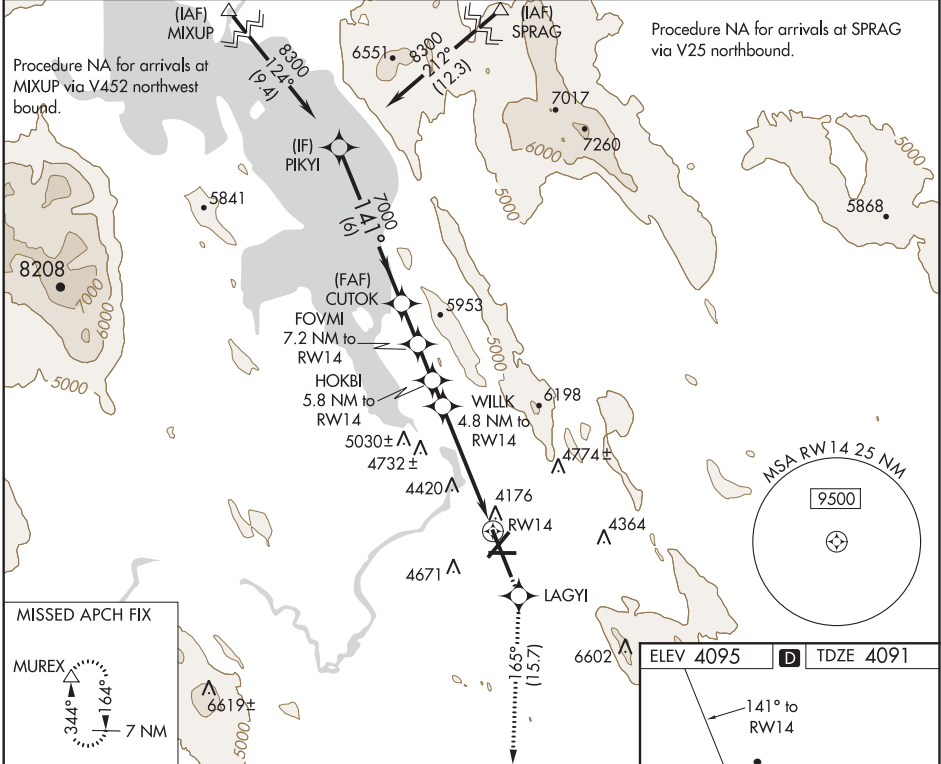 (IAF)
MIXUP
(IAF)
SPRAG
Procedure NA for arrivals at SPRAG
via V25 northbound.
Procedure NA for arrivals at
MIXUP via V452 northwest
bound.
8300
124°
(9.4)
6551
8300
212°
(12.3)
7017
7260
6000
5000
5000
5868
(IF)
PIKYI
7000
141°
(6)
5841
8208
7000
6000
5000
(FAF)
CUTOK
5953
FOVMI
7.2 NM to
RW14
5000
HOKBI
5.8 NM to
RW14
WILLK
4.8 NM to
RW14
6198
5030±
4732±
4774±
4420
4176
RW14
4364
4671
LAGYI
MSA RW14 25 NM
9500
165°
(15.7)
6602
MISSED APCH FIX
MUREX
344°
164°
7 NM
6619±
5000
ELEV 4095
D
TDZE 4091
141° to
RW14